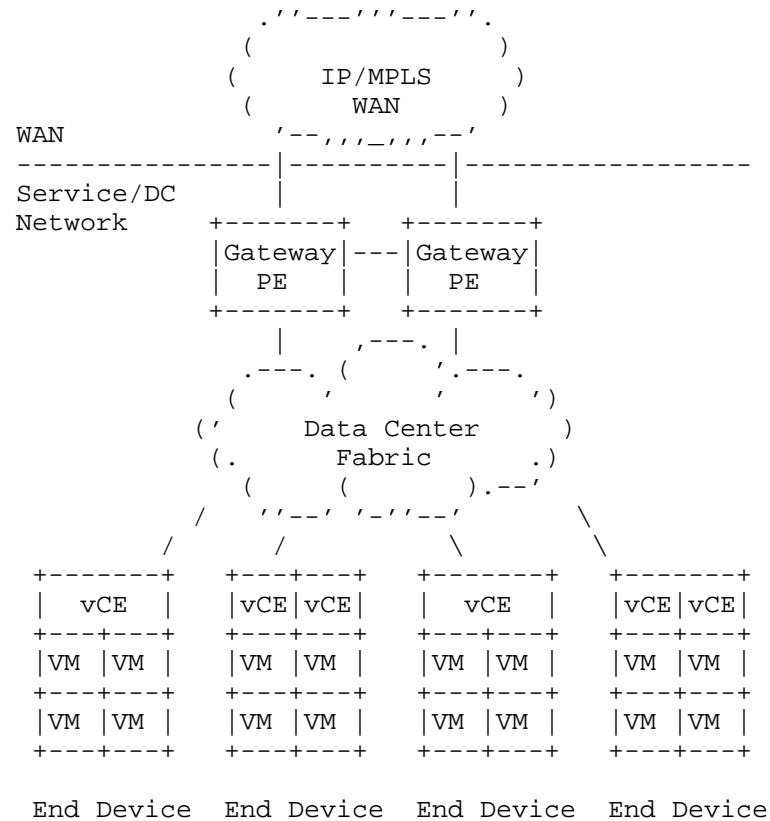 IP/MPLS
WAN
WAN
Service/DC
Network
Gateway Gateway
PE PE
Data Center
Fabric
vCE vCE vCE vCE vCE vCE
VM VM VM VM VM VM VM VM
VM VM VM VM VM VM VM VM
End Device End Device End Device End Device